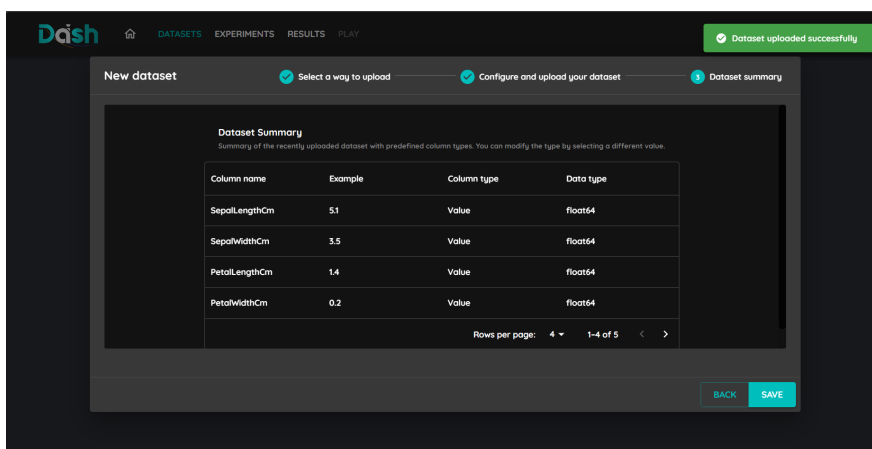 Dash
DATASETS EXPERIMENTS RESULTS PLAY
Dataset uploaded successfully
New dataset
Select a way to upload
Configure and upload your dataset
3 Dataset summary
Dataset Summary
Summary of the recently uploaded dataset with predefined column types. You can modify the type by selecting a different value.
Column name Example Column type Data type
SepalLengthCm 5.1 Value float64
SepalWidthCm 3.5 Value float64
PetalLengthCm 1.4 Value float64
PetalWidthCm 0.2 Value float64
Rows per page: 4 1–4 of 5
BACK SAVE